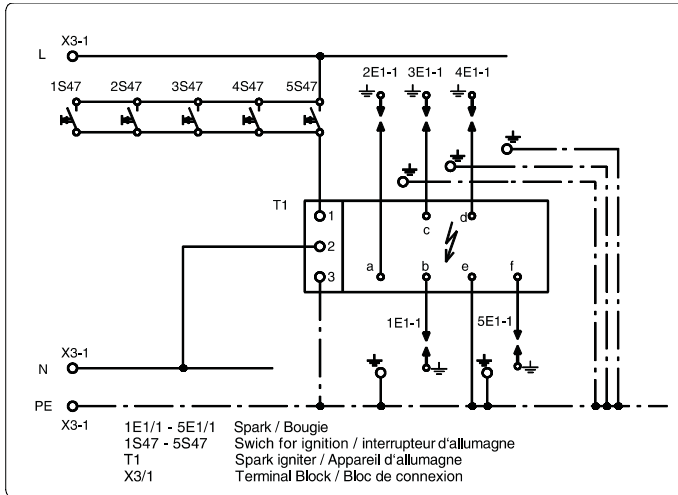 X3-1
L
1S47 2S47 3S47 4S47 5S47 2E1-1 3E1-1 4E1-1
T1 1
c d
2
3 a b e f
1E1-1 5E1-1
X3-1
N
PE
X3-1
1E1/1 - 5E1/1 Spark / Bougie
1S47 - 5S47 Swich for ignition / interrupteur d'allumagne
T1 Spark igniter / Appareil d'allumagne
X3/1 Terminal Block / Bloc de connexion